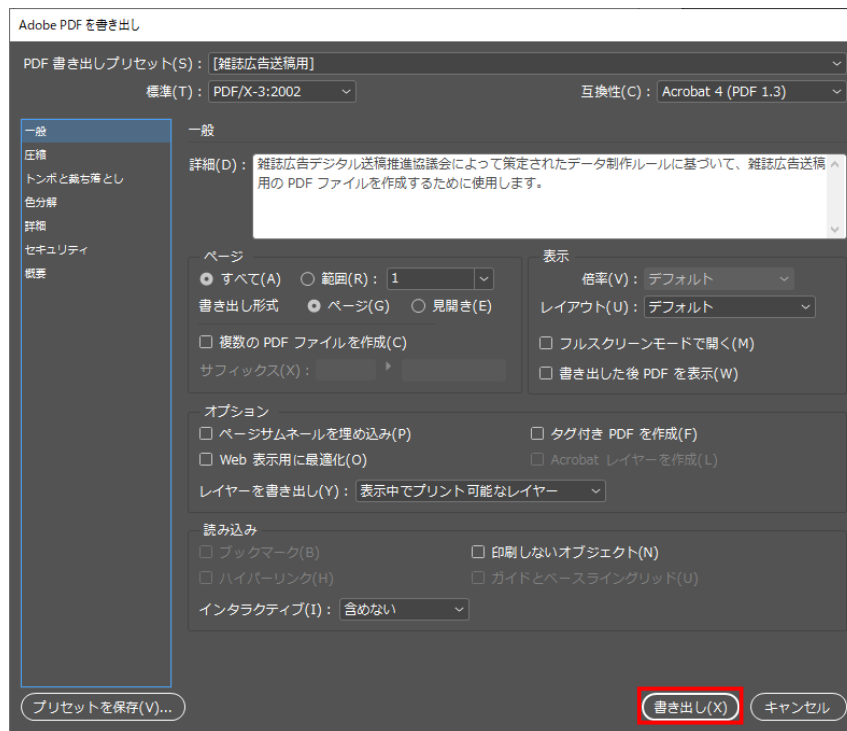 Adobe PDF を書き出し
PDF 書き出しプリセット(S)： [雑誌広告送稿用]
標準(T)： PDF/X-3:2002 互換性(C)： Acrobat 4 (PDF 1.3)
一般
圧縮
トンボと裁ち落とし
色分解
詳細
セキュリティ
概要
一般
詳細(D)： 雑誌広告デジタル送稿推進協議会によって策定されたデータ制作ルールに基づいて、雑誌広告送稿
用の PDF ファイルを作成するために使用します。
ページ
すべて(A) 範囲(R)： 1
書き出し形式 ページ(G) 見開き(E)
複数の PDF ファイルを作成(C)
サフィックス(X)：
表示
倍率(V)： デフォルト
レイアウト(U)： デフォルト
フルスクリーンモードで開く(M)
書き出した後 PDF を表示(W)
オプション
ページサムネールを埋め込み(P) タグ付き PDF を作成(F)
Web 表示用に最適化(O) Acrobat レイヤーを作成(L)
レイヤーを書き出し(Y)： 表示中でプリント可能なレイヤー
読み込み
ブックマーク(B) 印刷しないオブジェクト(N)
ハイパーリンク(H) ガイドとベースライングリッド(U)
インタラクティブ(I)： 含めない
プリセットを保存(V)... 書き出し(X) キャンセル